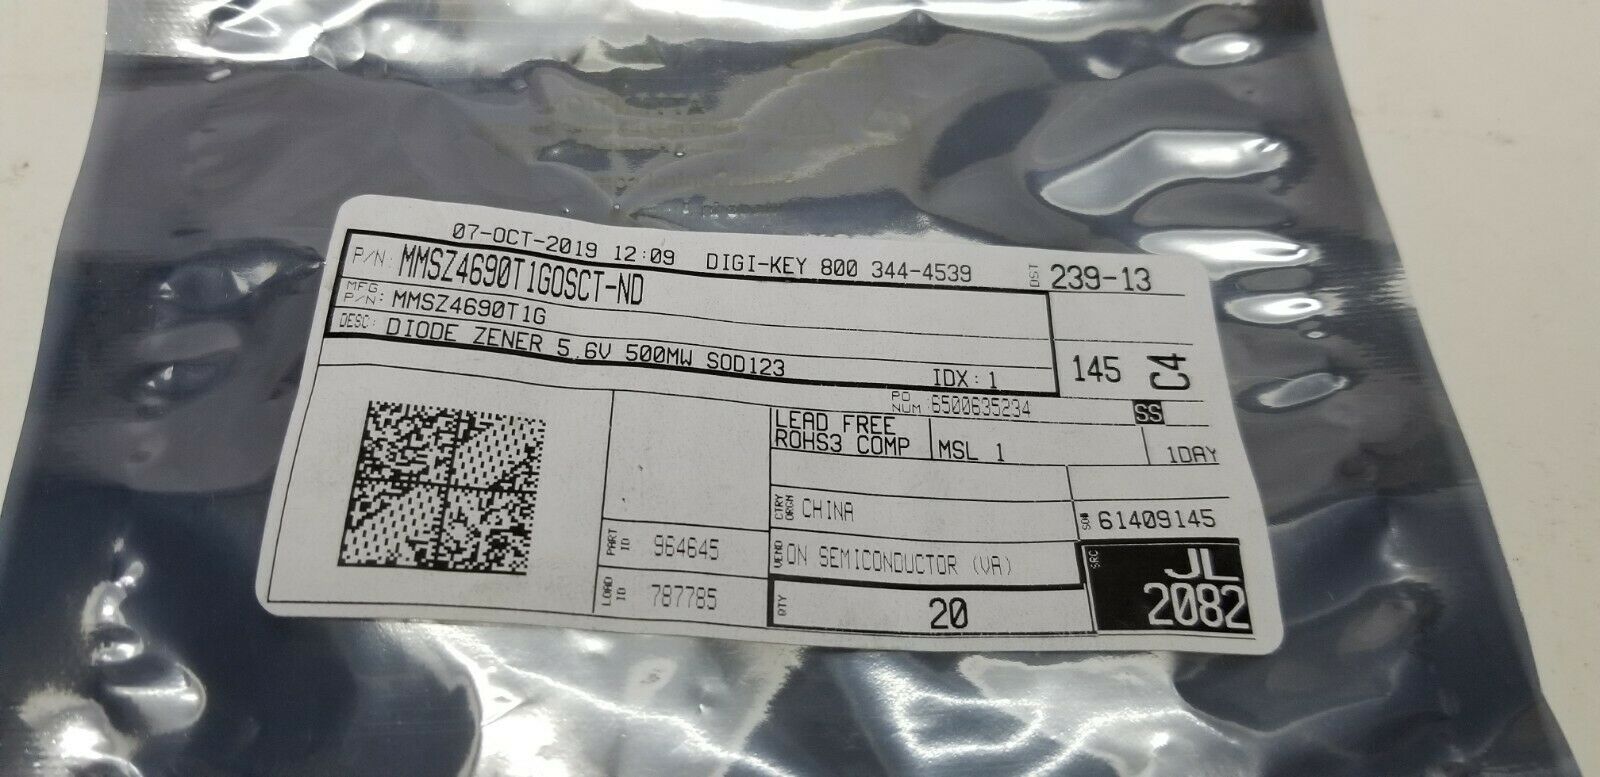 07-OCT-2019 12:09 DIGI-KEY 800 344-4539
DST 239-13
P/N: MMSZ4690T1GOSCT-ND
MFG P/N: MMSZ4690T1G
DESC: DIODE ZENER 5.6V 500MW SOD123
IDX: 1
145 C4
PO NUM: 6500635234
SS
LEAD FREE
ROHS3 COMP
MSL 1
1DAY
CTRY ORGN CHINA
SO# 61409145
PART ID 964645
VEND ON SEMICONDUCTOR (VA)
SRC JL
2082
LOAD ID 787785
QTY 20